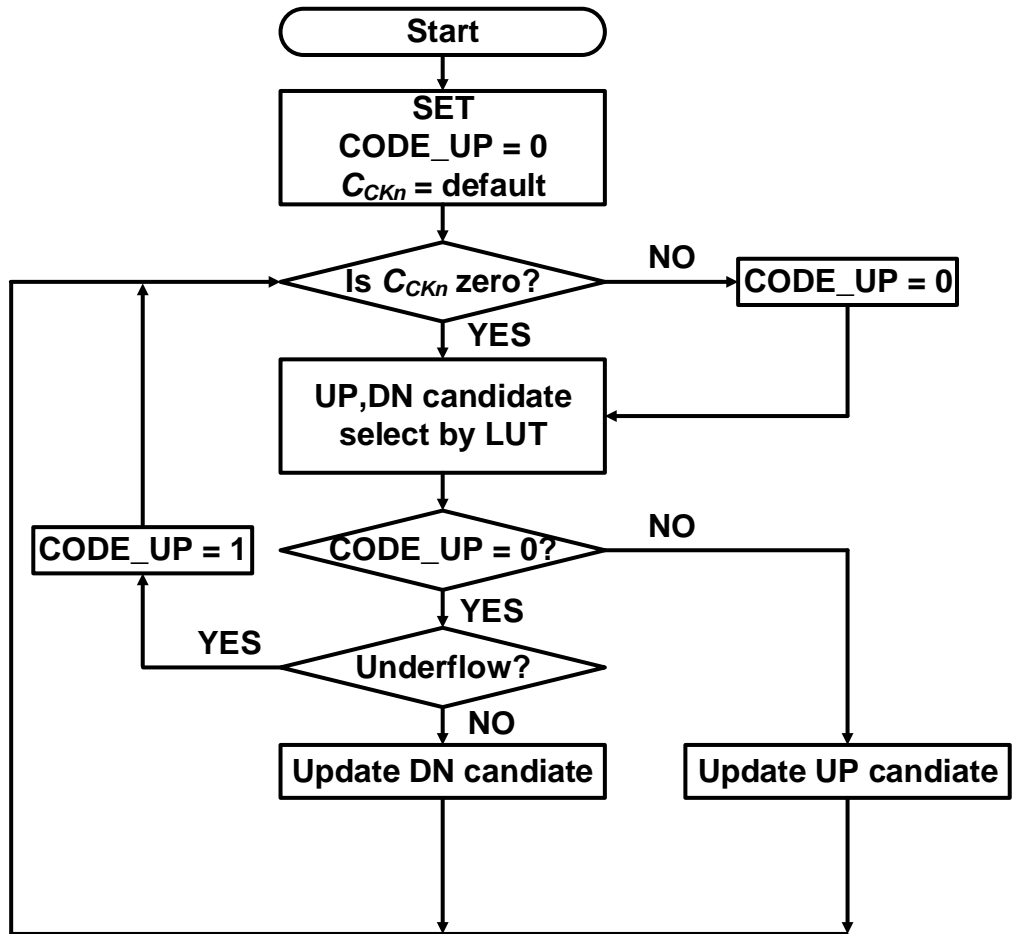 Start
SET
CODE_UP = 0
CCKn = default
Is CCKn zero?
NO
CODE_UP = 0
YES
UP,DN candidate
select by LUT
CODE_UP = 0?
NO
CODE_UP = 1
YES
YES
Underflow?
NO
Update DN candiate
Update UP candiate